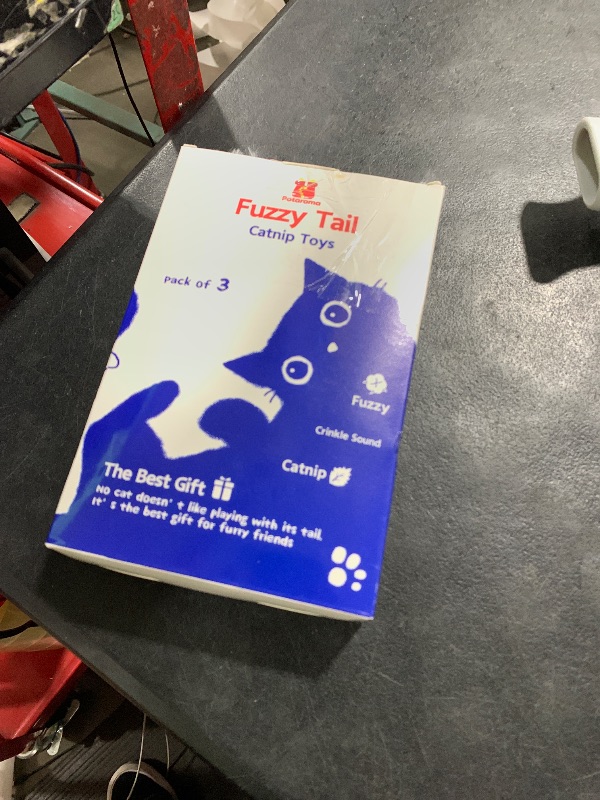 Potaroma
Fuzzy Tail
Catnip Toys
Pack of 3
Fuzzy
Crinkle Sound
Catnip
The Best Gift
No cat doesn't like playing with its tail.
It's the best gift for furry friends